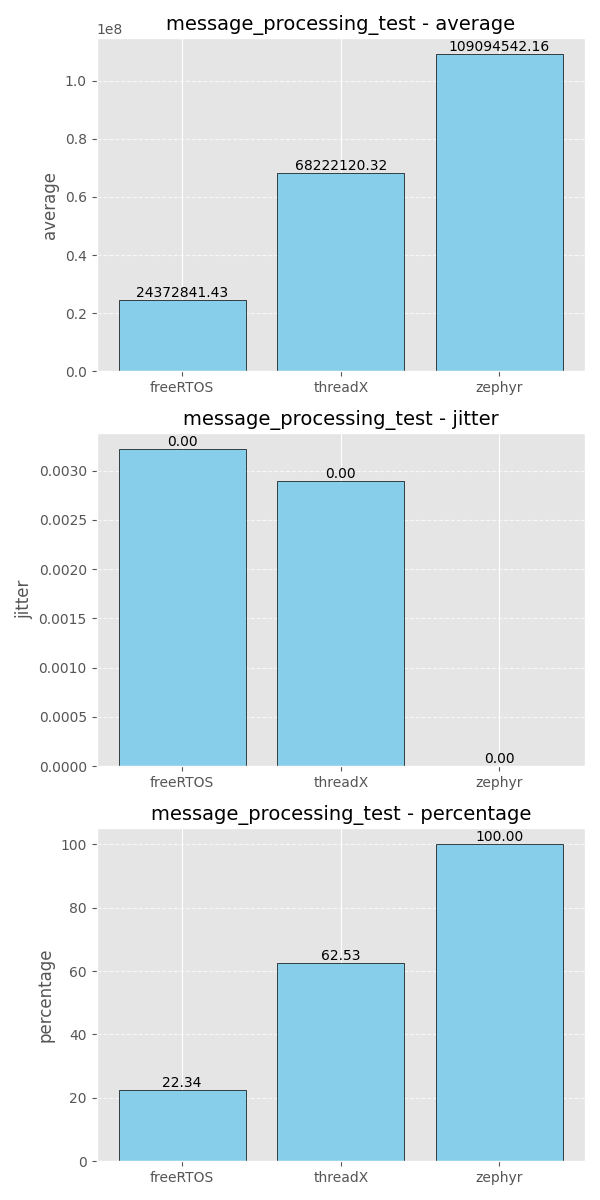 message_processing_test - average
1e8
109094542.16
1.0
0.8
68222120.32
0.6
average
0.4
24372841.43
0.2
0.0
freeRTOS threadX zephyr
message_processing_test - jitter
0.00
0.0030
0.00
0.0025
0.0020
jitter
0.0015
0.0010
0.0005
0.00
0.0000
freeRTOS threadX zephyr
message_processing_test - percentage
100.00
100
80
62.53
60
percentage
40
22.34
20
0
freeRTOS threadX zephyr